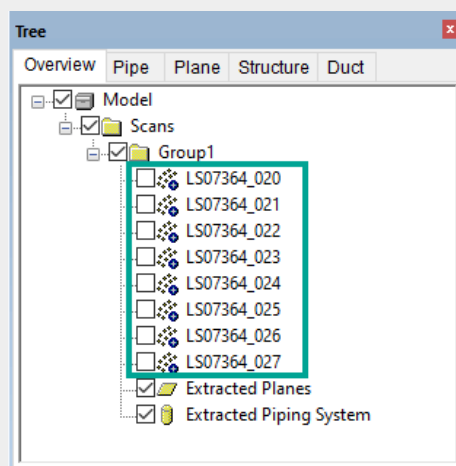 Tree
Overview Pipe Plane Structure Duct
Model
Scans
Group1
LS07364_020
LS07364_021
LS07364_022
LS07364_023
LS07364_024
LS07364_025
LS07364_026
LS07364_027
Extracted Planes
Extracted Piping System